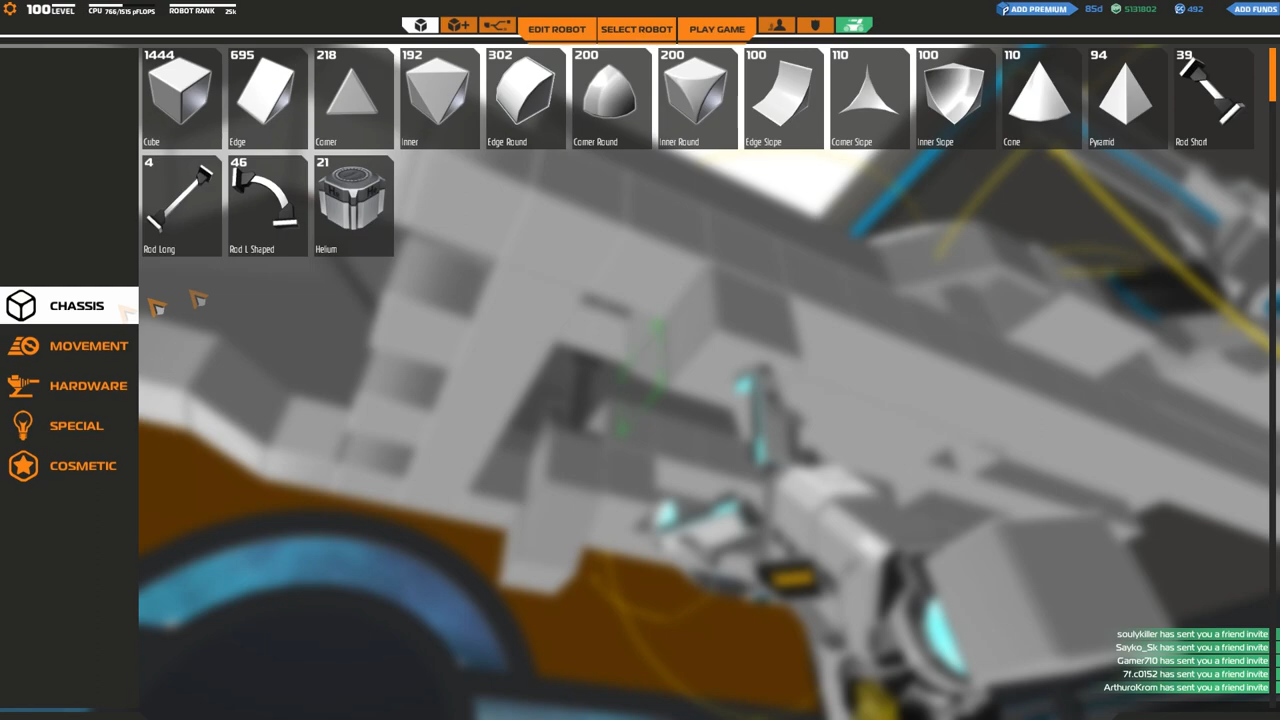 100 LEVEL
CPU 766/1515 pFLOPS
ROBOT RANK 25k
EDIT ROBOT
SELECT ROBOT
PLAY GAME
ADD PREMIUM
85d
5131802
492
ADD FUNDS
1444
695
218
192
302
200
200
100
110
100
110
94
39
Cube
Edge
Corner
Inner
Edge Round
Corner Round
Inner Round
Edge Slope
Corner Slope
Inner Slope
Cone
Pyramid
Rod Short
4
46
21
Rod Long
Rod L Shaped
Helium
CHASSIS
MOVEMENT
HARDWARE
SPECIAL
COSMETIC
soulykiller has sent you a friend invite
Sayko_Sk has sent you a friend invite
Gamer710 has sent you a friend invite
7f.c0152 has sent you a friend invite
ArthuroKrom has sent you a friend invite